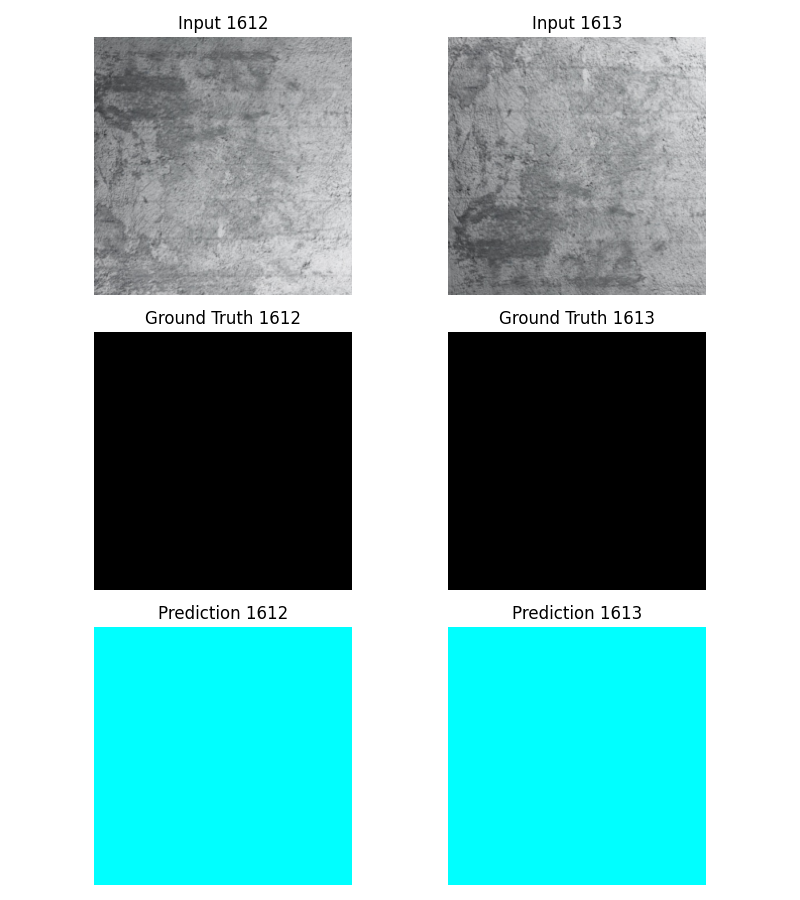 Input 1612
Input 1613
Ground Truth 1612
Ground Truth 1613
Prediction 1612
Prediction 1613